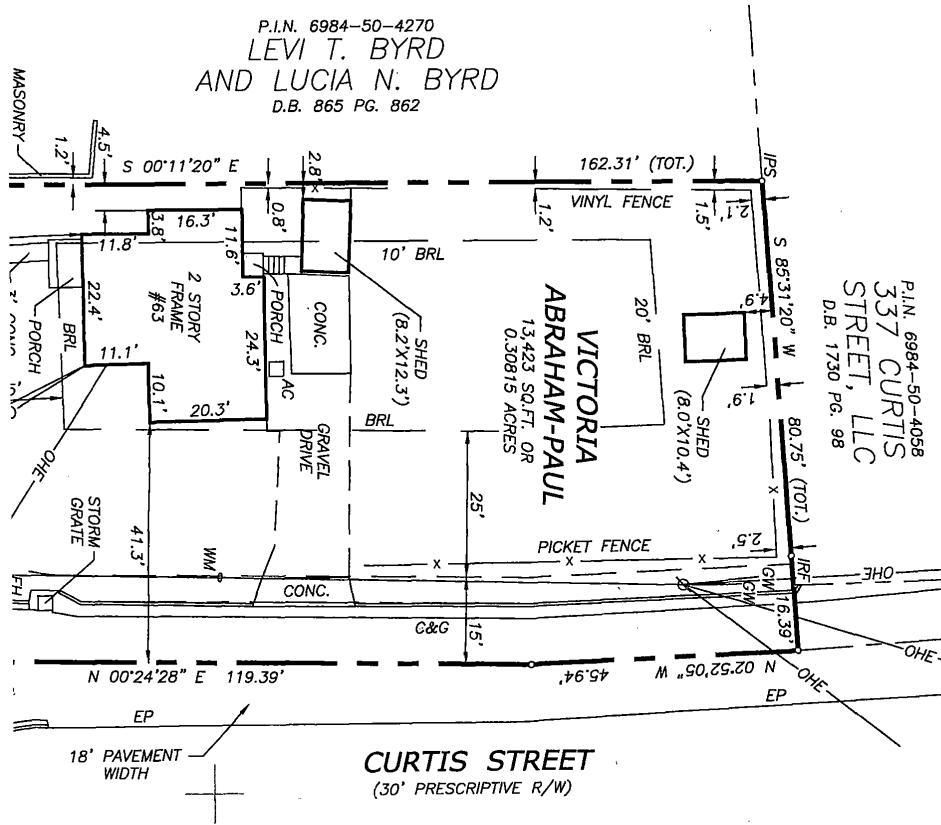 P.I.N. 6984-50-4270
LEVI T. BYRD
AND LUCIA N. BYRD
D.B. 865 PG. 862
MASONRY
1.2'
4.5'
S 00°11'20" E
2.8'
X
0.8'
162.31' (TOT.)
IPS
1.2'
VINYL FENCE
1.5'
2.1'
S 85°31'20" W
80.75' (TOT.)
P.I.N. 6984-50-4058
337 CURTIS
STREET, LLC
D.B. 1730 PG. 98
3.8'
16.3'
11.8'
11.6'
3.6'
10' BRL
20' BRL
4.9'
1.9'
2 STORY
FRAME
#63
22.4'
24.3'
11.1'
10.1'
20.3'
PORCH
BRL
PORCH
CONC.
AC
SHED
(8.2'X12.3')
VICTORIA
ABRAHAM-PAUL
13,423 SQ.FT. OR
0.30815 ACRES
SHED
(8.0'X10.4')
BRL
GRAVEL
DRIVE
OHE
STORM
GRATE
41.3'
25'
X
2.5'
PICKET FENCE
X X X
IRF
WM
CONC.
FH
C&G
15'
GW
GW
16.39'
OHE
OHE
OHE
N 00°24'28" E 119.39'
45.94'
N 02°52'05" W
EP
EP
18' PAVEMENT
WIDTH
CURTIS STREET
(30' PRESCRIPTIVE R/W)